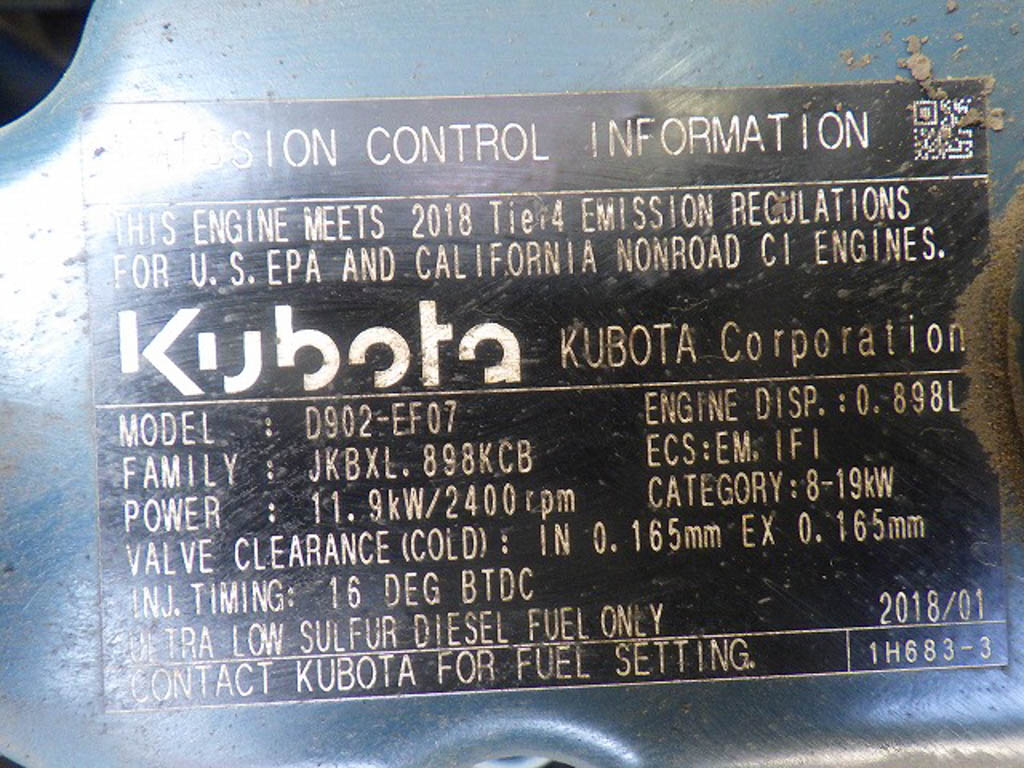 EMISSION CONTROL INFORMATION
THIS ENGINE MEETS 2018 Tier4 EMISSION REGULATIONS
FOR U.S. EPA AND CALIFORNIA NONROAD CI ENGINES.
Kubota KUBOTA Corporation
MODEL : D902-EF07 ENGINE DISP.:0.898L
FAMILY : JKBXL.898KCB ECS:EM.IFI
POWER : 11.9kW/2400rpm CATEGORY:8-19kW
VALVE CLEARANCE(COLD): IN 0.165mm EX 0.165mm
INJ.TIMING: 16 DEG BTDC
ULTRA LOW SULFUR DIESEL FUEL ONLY 2018/01
CONTACT KUBOTA FOR FUEL SETTING. 1H683-3